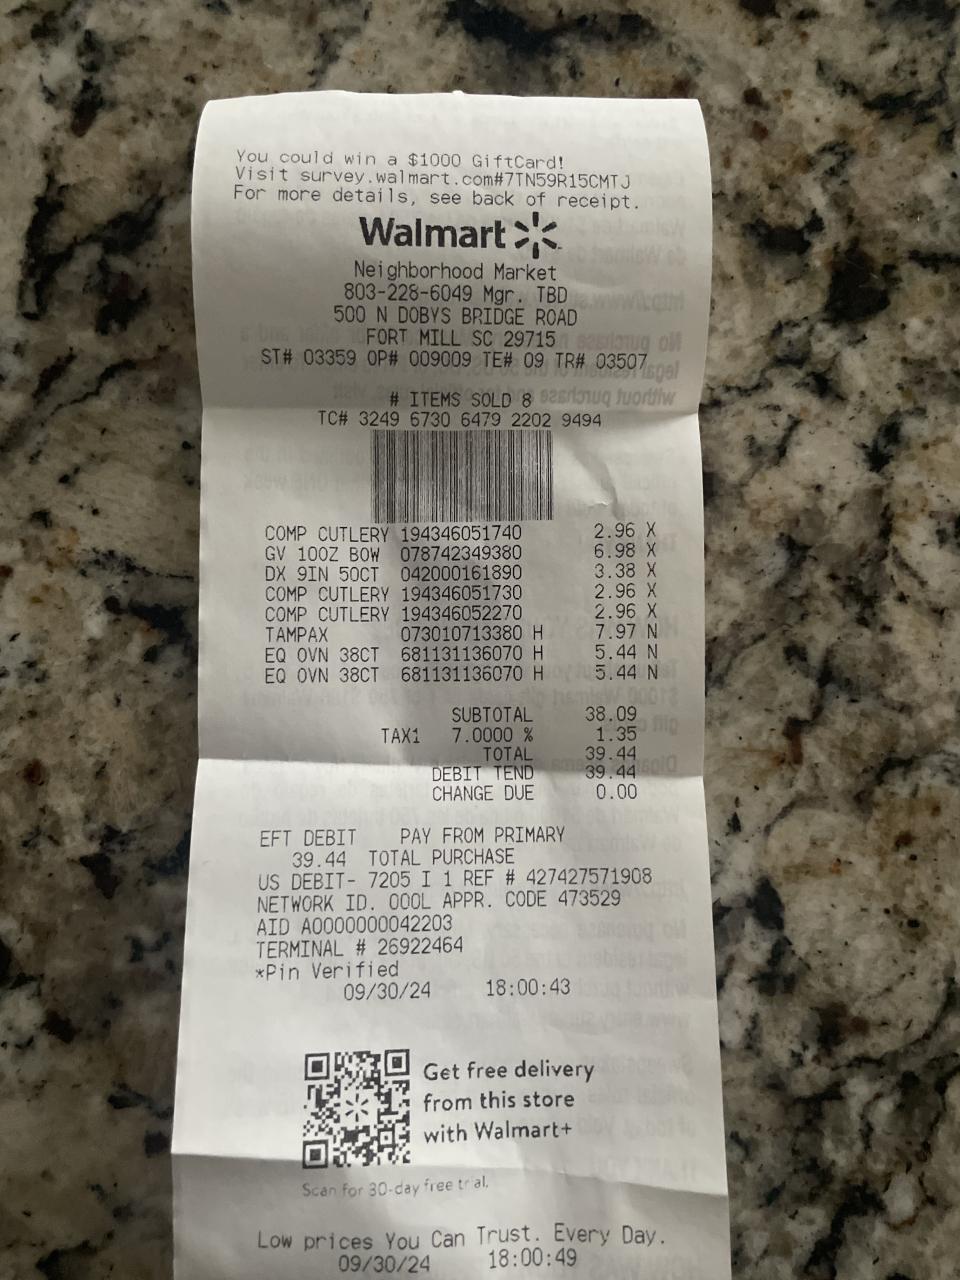 You could win a $1000 GiftCard!
Visit survey.walmart.com#7TN59R15CMTJ
For more details, see back of receipt.
Walmart
Neighborhood Market
803-228-6049 Mgr. TBD
500 N DOBYS BRIDGE ROAD
FORT MILL SC 29715
ST# 03359 OP# 009009 TE# 09 TR# 03507
# ITEMS SOLD 8
TC# 3249 6730 6479 2202 9494
COMP CUTLERY 194346051740 2.96 X
GV 10OZ BOW 078742349380 6.98 X
DX 9IN 50CT 042000161890 3.38 X
COMP CUTLERY 194346051730 2.96 X
COMP CUTLERY 194346052270 2.96 X
TAMPAX 073010713380 H 7.97 N
EQ OVN 38CT 681131136070 H 5.44 N
EQ OVN 38CT 681131136070 H 5.44 N
SUBTOTAL 38.09
TAX1 7.0000 % 1.35
TOTAL 39.44
DEBIT TEND 39.44
CHANGE DUE 0.00
EFT DEBIT PAY FROM PRIMARY
39.44 TOTAL PURCHASE
US DEBIT- 7205 I 1 REF # 427427571908
NETWORK ID. 000L APPR. CODE 473529
AID A0000000042203
TERMINAL # 26922464
*Pin Verified
09/30/24 18:00:43
Get free delivery
from this store
with Walmart+
Scan for 30-day free trial.
Low prices You Can Trust. Every Day.
09/30/24 18:00:49